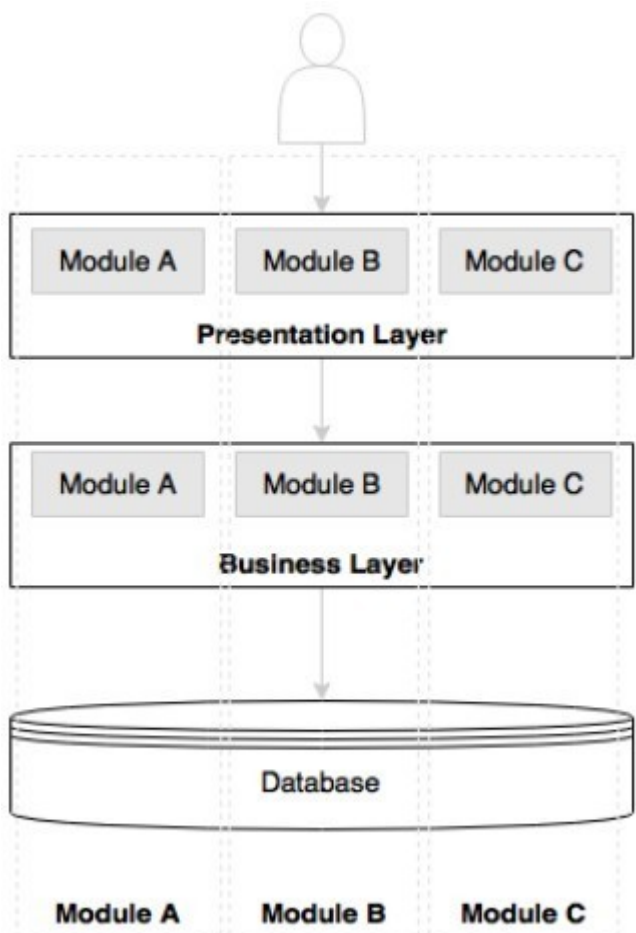 Module A Module B Module C
Presentation Layer
Module A Module B Module C
Business Layer
Database
Module A Module B Module C